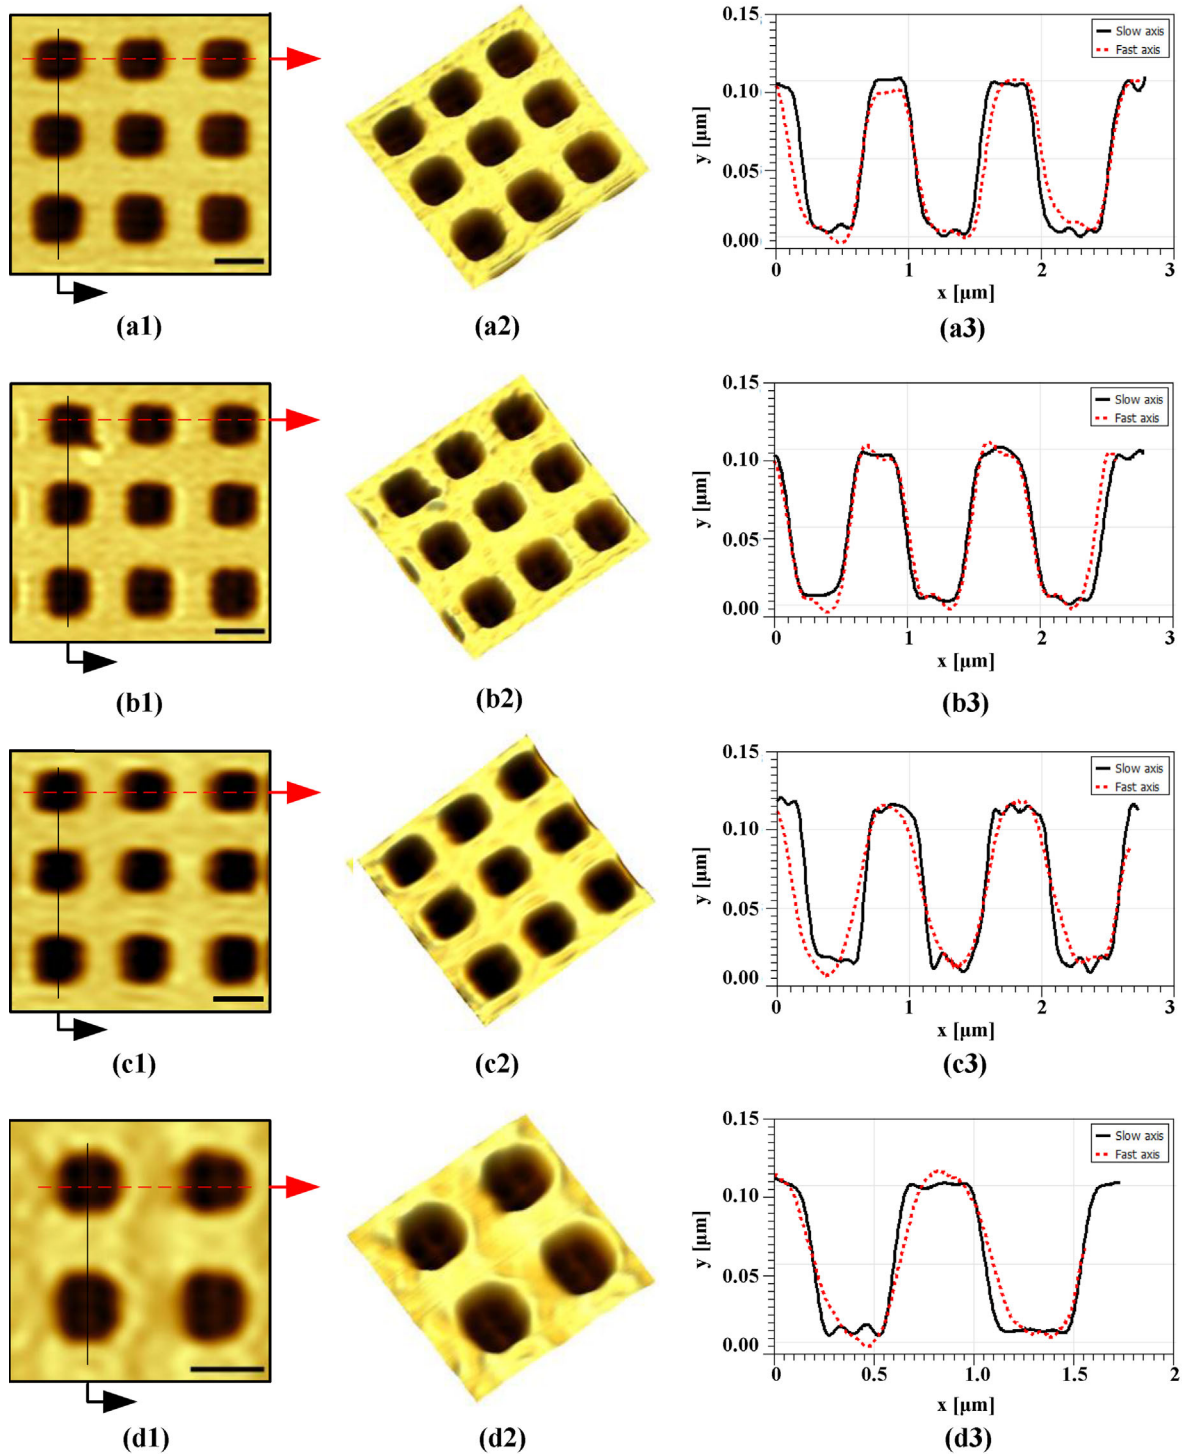 0.15
Slow axis
Fast axis
0.10
y [µm]
0.05
0.00
0 1 2 3
x [µm]
(a1) (a2) (a3)
0.15
Slow axis
Fast axis
0.10
y [µm]
0.05
0.00
0 1 2 3
x [µm]
(b1) (b2) (b3)
0.15
Slow axis
Fast axis
0.10
y [µm]
0.05
0.00
0 1 2 3
x [µm]
(c1) (c2) (c3)
0.15
Slow axis
Fast axis
0.10
y [µm]
0.05
0.00
0 0.5 1.0 1.5 2
x [µm]
(d1) (d2) (d3)